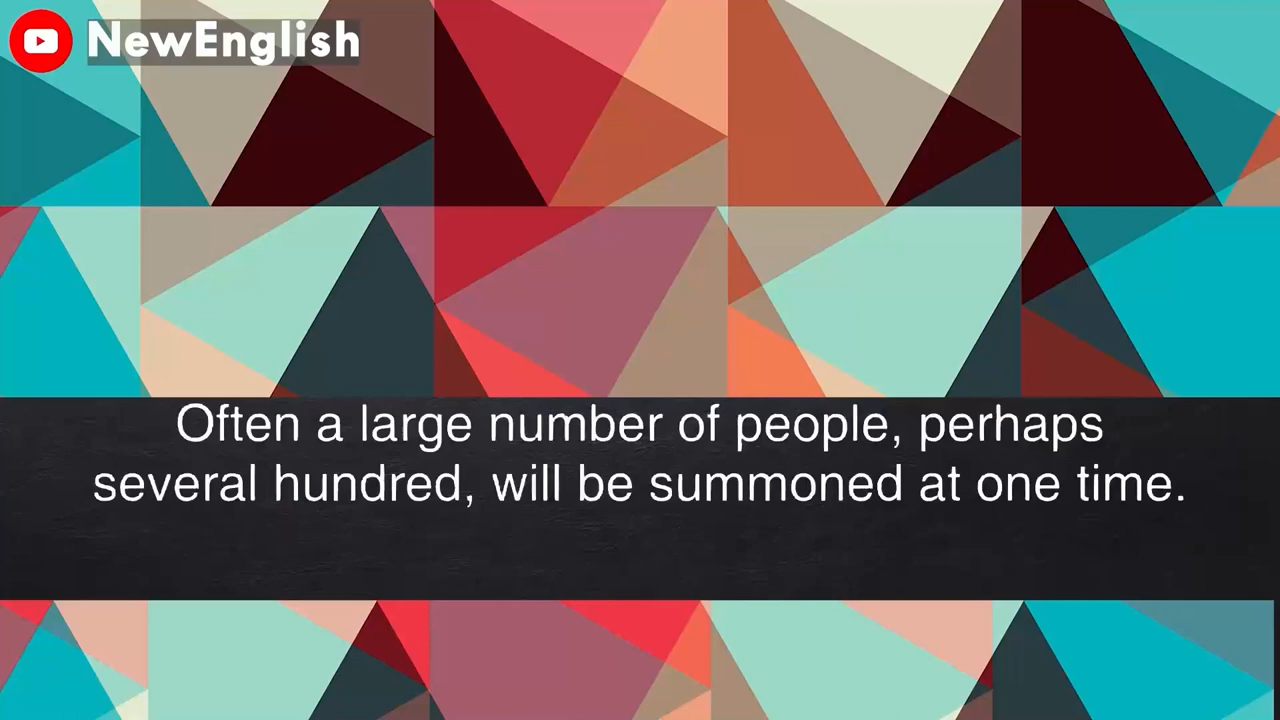 NewEnglish
Often a large number of people, perhaps
several hundred, will be summoned at one time.